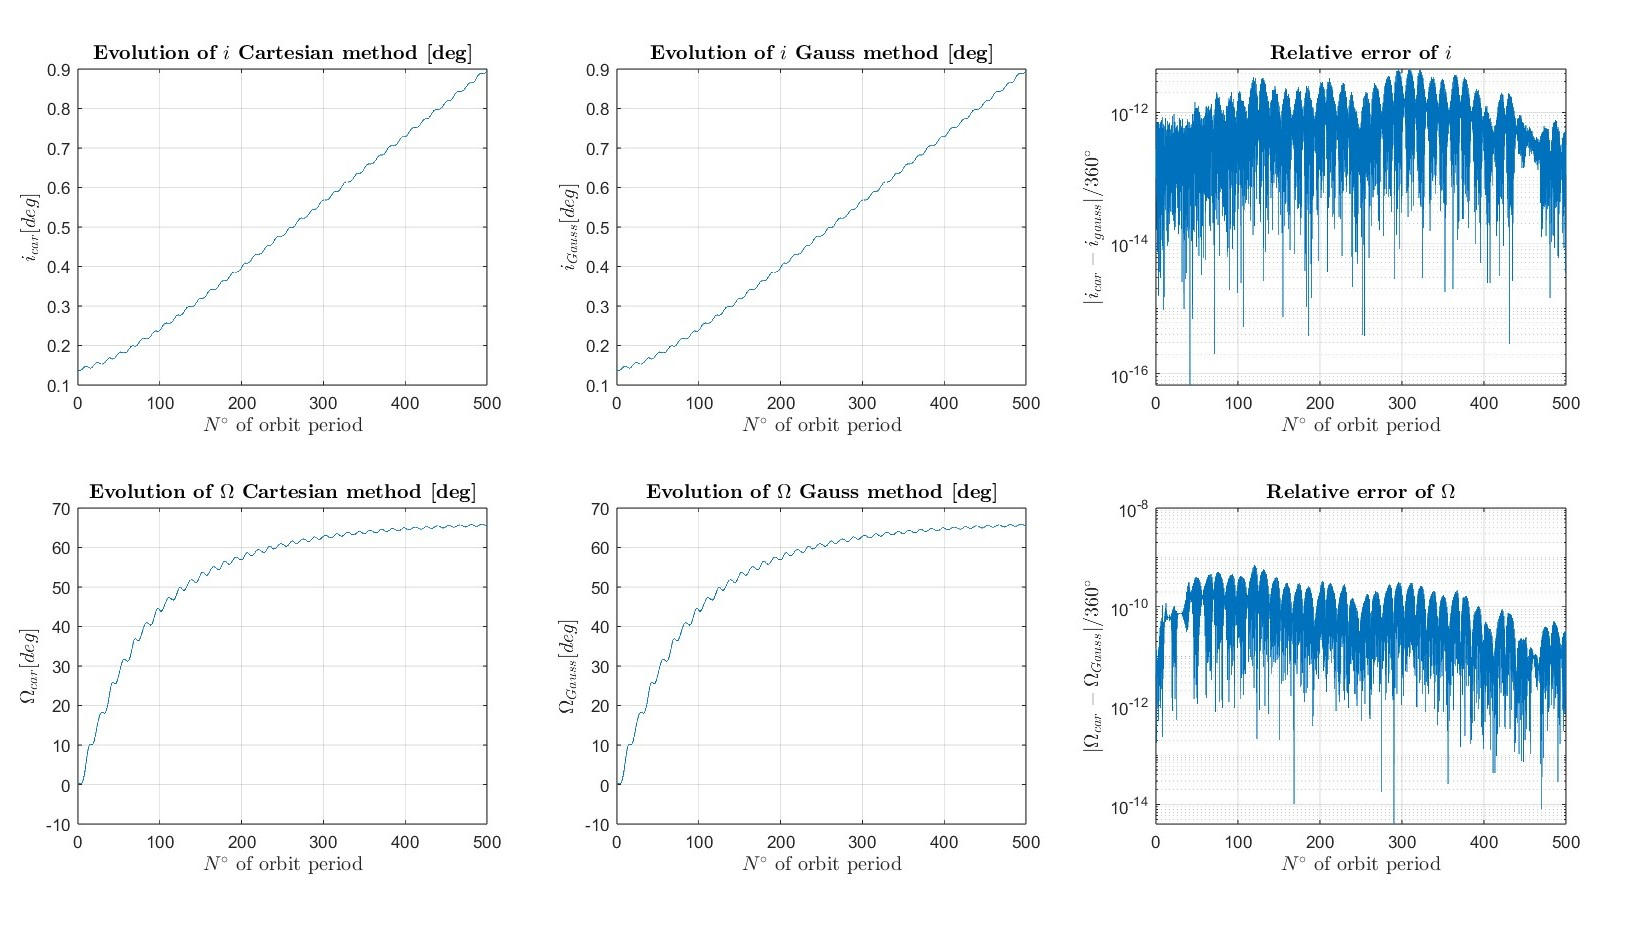 Evolution of i Cartesian method [deg]
0.9
0.8
0.7
0.6
0.5
0.4
0.3
0.2
0.1
i_car[deg]
0 100 200 300 400 500
N° of orbit period
Evolution of i Gauss method [deg]
0.9
0.8
0.7
0.6
0.5
0.4
0.3
0.2
0.1
i_Gauss[deg]
0 100 200 300 400 500
N° of orbit period
Relative error of i
10^-12
10^-14
10^-16
|i_car − i_gauss|/360°
0 100 200 300 400 500
N° of orbit period
Evolution of Ω Cartesian method [deg]
70
60
50
40
30
20
10
0
-10
Ω_car[deg]
0 100 200 300 400 500
N° of orbit period
Evolution of Ω Gauss method [deg]
70
60
50
40
30
20
10
0
-10
Ω_Gauss[deg]
0 100 200 300 400 500
N° of orbit period
Relative error of Ω
10^-8
10^-10
10^-12
10^-14
|Ω_car − Ω_Gauss|/360°
0 100 200 300 400 500
N° of orbit period